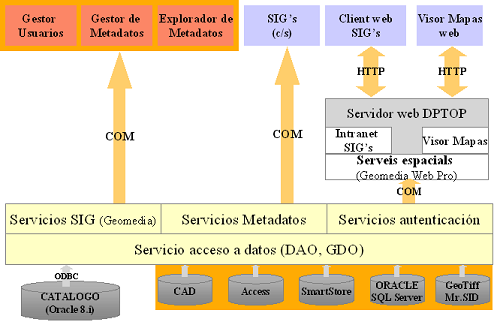 Gestor
Usuarios
Gestor de
Metadatos
Explorador de
Metadatos
SIG's
(c/s)
Client web
SIG's
Visor Mapas
web
HTTP
HTTP
COM
COM
Servidor web DPTOP
Intranet
SIG's
Visor Mapas
Serveís espacials
(Geomedia Web Pro)
COM
Servicios SIG (Geomedia)
Servicios Metadatos
Servicios autenticación
Servicio acceso a datos (DAO, GDO)
ODBC
CATALOGO
(Oracle 8.i)
CAD
Access
SmartStore
ORACLE
SQL Server
GeoTiff
Mr.SID